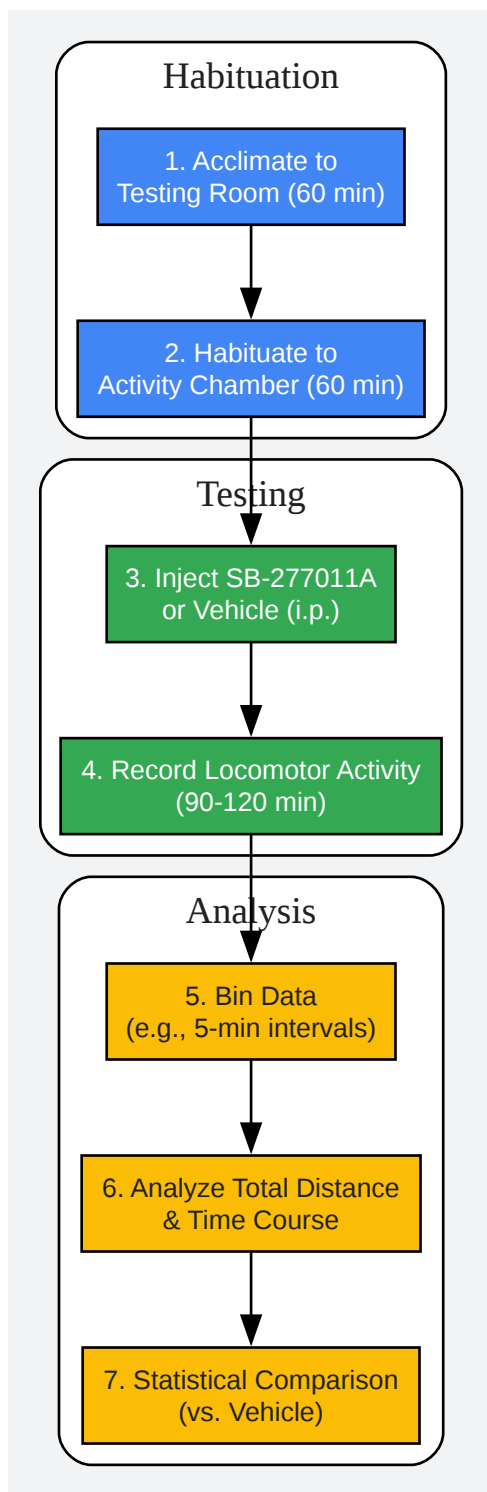 Habituation
1. Acclimate to
Testing Room (60 min)
2. Habituate to
Activity Chamber (60 min)
Testing
3. Inject SB-277011A
or Vehicle (i.p.)
4. Record Locomotor Activity
(90-120 min)
Analysis
5. Bin Data
(e.g., 5-min intervals)
6. Analyze Total Distance
& Time Course
7. Statistical Comparison
(vs. Vehicle)